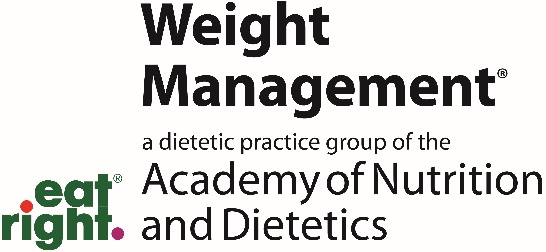 Weight
Management®
a dietetic practice group of the
Academy of Nutrition
and Dietetics
eat®
right.